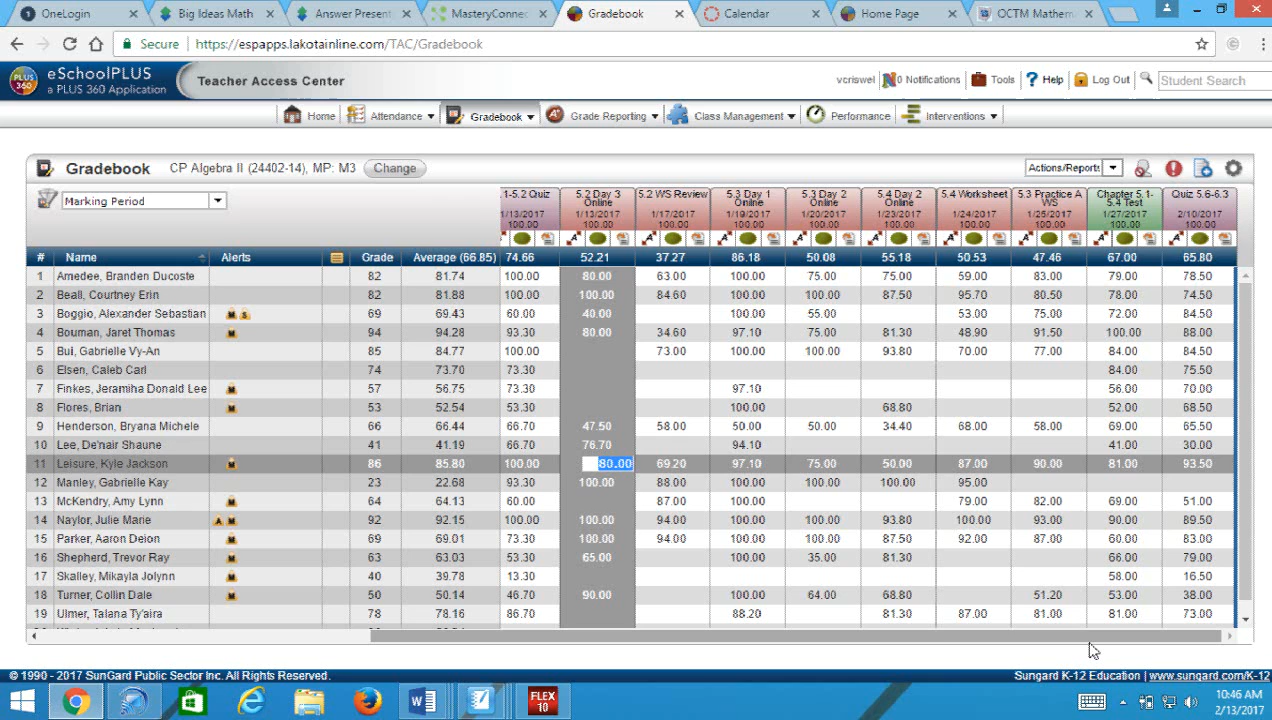 OneLogin Big Ideas Math Answer Present MasteryConnec Gradebook Calendar Home Page OCTM Mathem
Secure https://espapps.lakotainline.com/TAC/Gradebook
PLUS 360 eSchoolPLUS Teacher Access Center vcriswel 0 Notifications Tools Help Log Out Student Search
a PLUS 360 Application
Home Attendance Gradebook Grade Reporting Class Management Performance Interventions
Gradebook CP Algebra II (24402-14), MP: M3 Change Actions/Reports
Marking Period
.1-5.2 Quiz 5.2 Day 3 Online 5.2 WS Review 5.3 Day 1 Online 5.3 Day 2 Online 5.4 Day 2 Online 5.4 Worksheet 5.3 Practice A WS Chapter 5.1-5.4 Test Quiz 5.6-6.3
1/13/2017 1/13/2017 1/17/2017 1/19/2017 1/20/2017 1/23/2017 1/24/2017 1/25/2017 1/27/2017 2/10/2017
100.00 100.00 100.00 100.00 100.00 100.00 100.00 100.00 100.00 100.00
# Name Alerts Grade Average (66.85) 74.66 52.21 37.27 86.18 50.08 55.18 50.53 47.46 67.00 65.80
1 Amedee, Branden Ducoste 82 81.74 100.00 80.00 63.00 100.00 75.00 75.00 59.00 83.00 79.00 78.50
2 Beall, Courtney Erin 82 81.88 100.00 100.00 84.60 100.00 100.00 87.50 95.70 80.50 78.00 74.50
3 Boggio, Alexander Sebastian M S 69 69.43 60.00 40.00 100.00 55.00 53.00 75.00 72.00 84.50
4 Bouman, Jaret Thomas M 94 94.28 93.30 80.00 34.60 97.10 75.00 81.30 48.90 91.50 100.00 88.00
5 Bui, Gabrielle Vy-An 85 84.77 100.00 73.00 100.00 100.00 93.80 70.00 77.00 84.00 84.50
6 Elsen, Caleb Carl 74 73.70 73.30 84.00 75.50
7 Finkes, Jeramiha Donald Lee M 57 56.75 73.30 97.10 56.00 70.00
8 Flores, Brian M 53 52.54 53.30 100.00 68.80 52.00 68.50
9 Henderson, Bryana Michele 66 66.44 66.70 47.50 58.00 50.00 50.00 34.40 68.00 58.00 69.00 65.50
10 Lee, De'nair Shaune 41 41.19 66.70 76.70 94.10 41.00 30.00
11 Leisure, Kyle Jackson M 86 85.80 100.00 80.00 69.20 97.10 75.00 50.00 87.00 90.00 81.00 93.50
12 Manley, Gabrielle Kay 23 22.68 93.30 100.00 88.00 100.00 100.00 100.00 95.00
13 McKendry, Amy Lynn M 64 64.13 60.00 87.00 100.00 79.00 82.00 69.00 51.00
14 Naylor, Julie Marie A M 92 92.15 100.00 100.00 94.00 100.00 100.00 93.80 100.00 93.00 90.00 89.50
15 Parker, Aaron Deion M 69 69.01 73.30 100.00 94.00 100.00 100.00 87.50 92.00 87.00 60.00 83.00
16 Shepherd, Trevor Ray M 63 63.03 53.30 65.00 100.00 35.00 81.30 66.00 79.00
17 Skalley, Mikayla Jolynn M 40 39.78 13.30 58.00 16.50
18 Turner, Collin Dale M 50 50.14 46.70 90.00 100.00 64.00 68.80 51.20 53.00 38.00
19 Ulmer, Talana Ty'aira 78 78.16 86.70 88.20 81.30 87.00 81.00 81.00 73.00
© 1990 - 2017 SunGard Public Sector Inc. All Rights Reserved. Sungard K-12 Education | www.sungard.com/K-12
FLEX 10 10:46 AM
2/13/2017